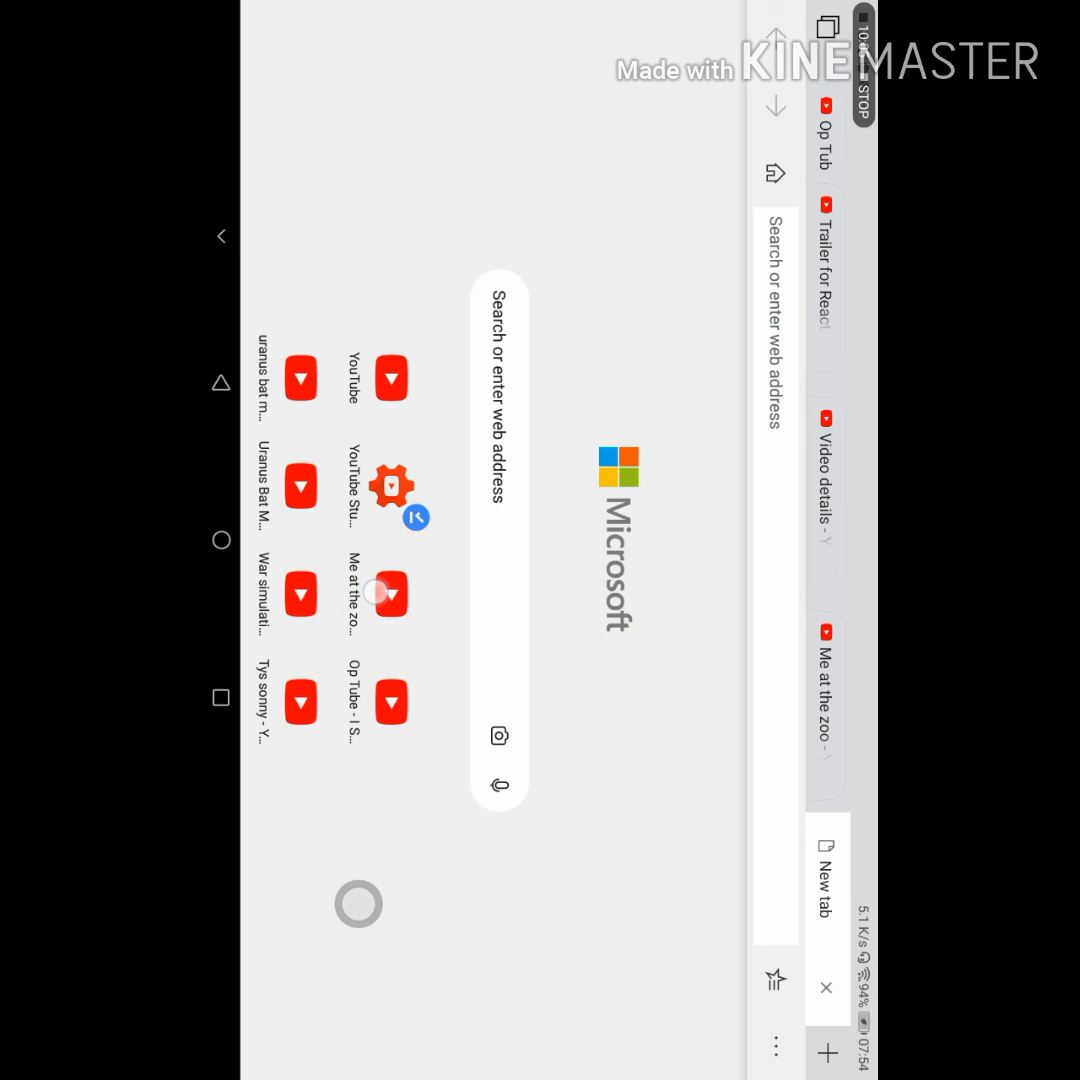 Made with KINEMASTER
STOP
5.1 K/s 94% 07:54
Op Tub
Trailer for React
Video details - Y
Me at the zoo - Y
New tab
Search or enter web address
Microsoft
Search or enter web address
YouTube
YouTube Stu...
Me at the zo...
Op Tube - I S...
uranus bat m...
Uranus Bat M...
War simulati...
Tys sonny - Y...